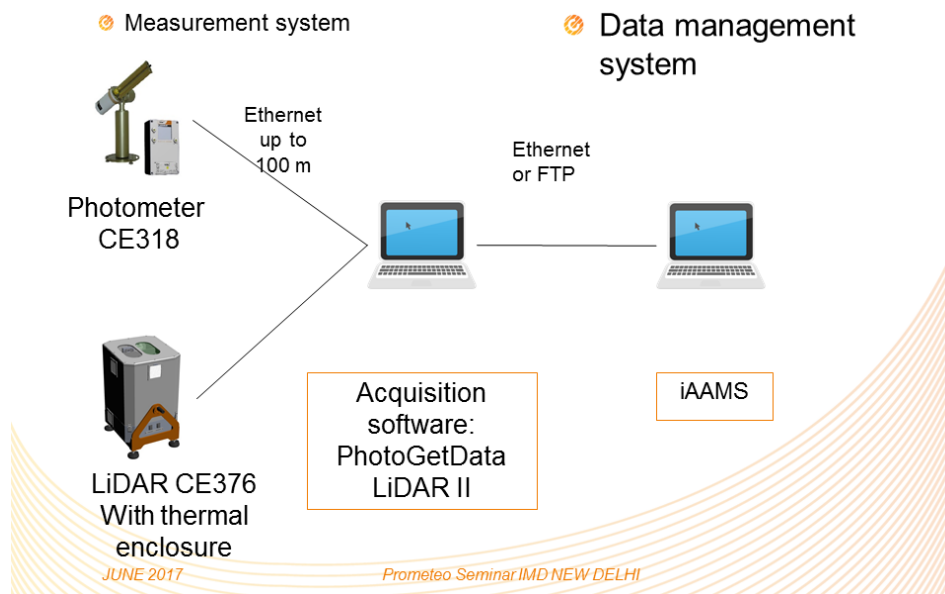 Measurement system
Data management
system
Ethernet
up to
100 m
Ethernet
or FTP
Photometer
CE318
Acquisition
software:
PhotoGetData
LiDAR II
iAAMS
LiDAR CE376
With thermal
enclosure
JUNE 2017
Prometeo Seminar IMD NEW DELHI